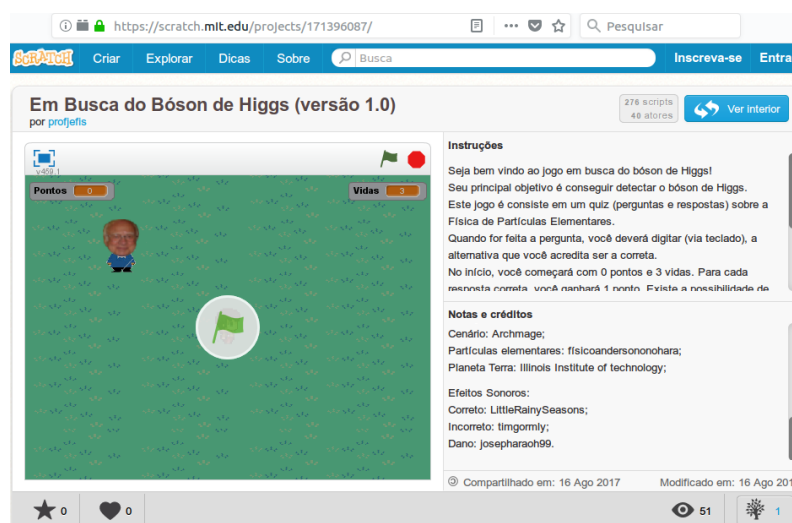 https://scratch.mit.edu/projects/171396087/
Pesquisar
SCRATCH Criar Explorar Dicas Sobre Busca Inscreva-se Entra
Em Busca do Bóson de Higgs (versão 1.0)
por profjefis
276 scripts
40 atores
Ver interior
v459.1
Pontos 0
Vidas 3
Instruções
Seja bem vindo ao jogo em busca do bóson de Higgs!
Seu principal objetivo é conseguir detectar o bóson de Higgs.
Este jogo é consiste em um quiz (perguntas e respostas) sobre a
Física de Partículas Elementares.
Quando for feita a pergunta, você deverá digitar (via teclado), a
alternativa que você acredita ser a correta.
No início, você começará com 0 pontos e 3 vidas. Para cada
resposta correta, você ganhará 1 ponto. Existe a possibilidade de
Notas e créditos
Cenário: Archmage;
Partículas elementares: físicoandersononohara;
Planeta Terra: Illinois Institute of technology;
Efeitos Sonoros:
Correto: LittleRainySeasons;
Incorreto: timgormly;
Dano: josepharaoh99.
Compartilhado em: 16 Ago 2017 Modificado em: 16 Ago 201
0 0 51 1